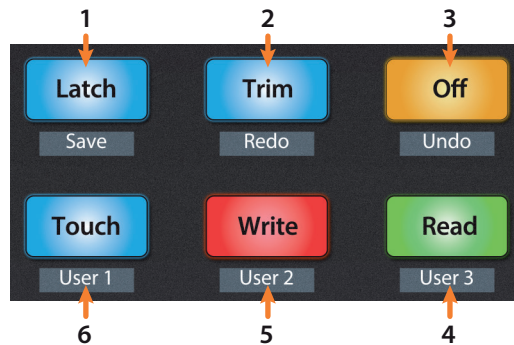 1 2 3
Latch Trim Off
Save Redo Undo
Touch Write Read
User 1 User 2 User 3
6 5 4